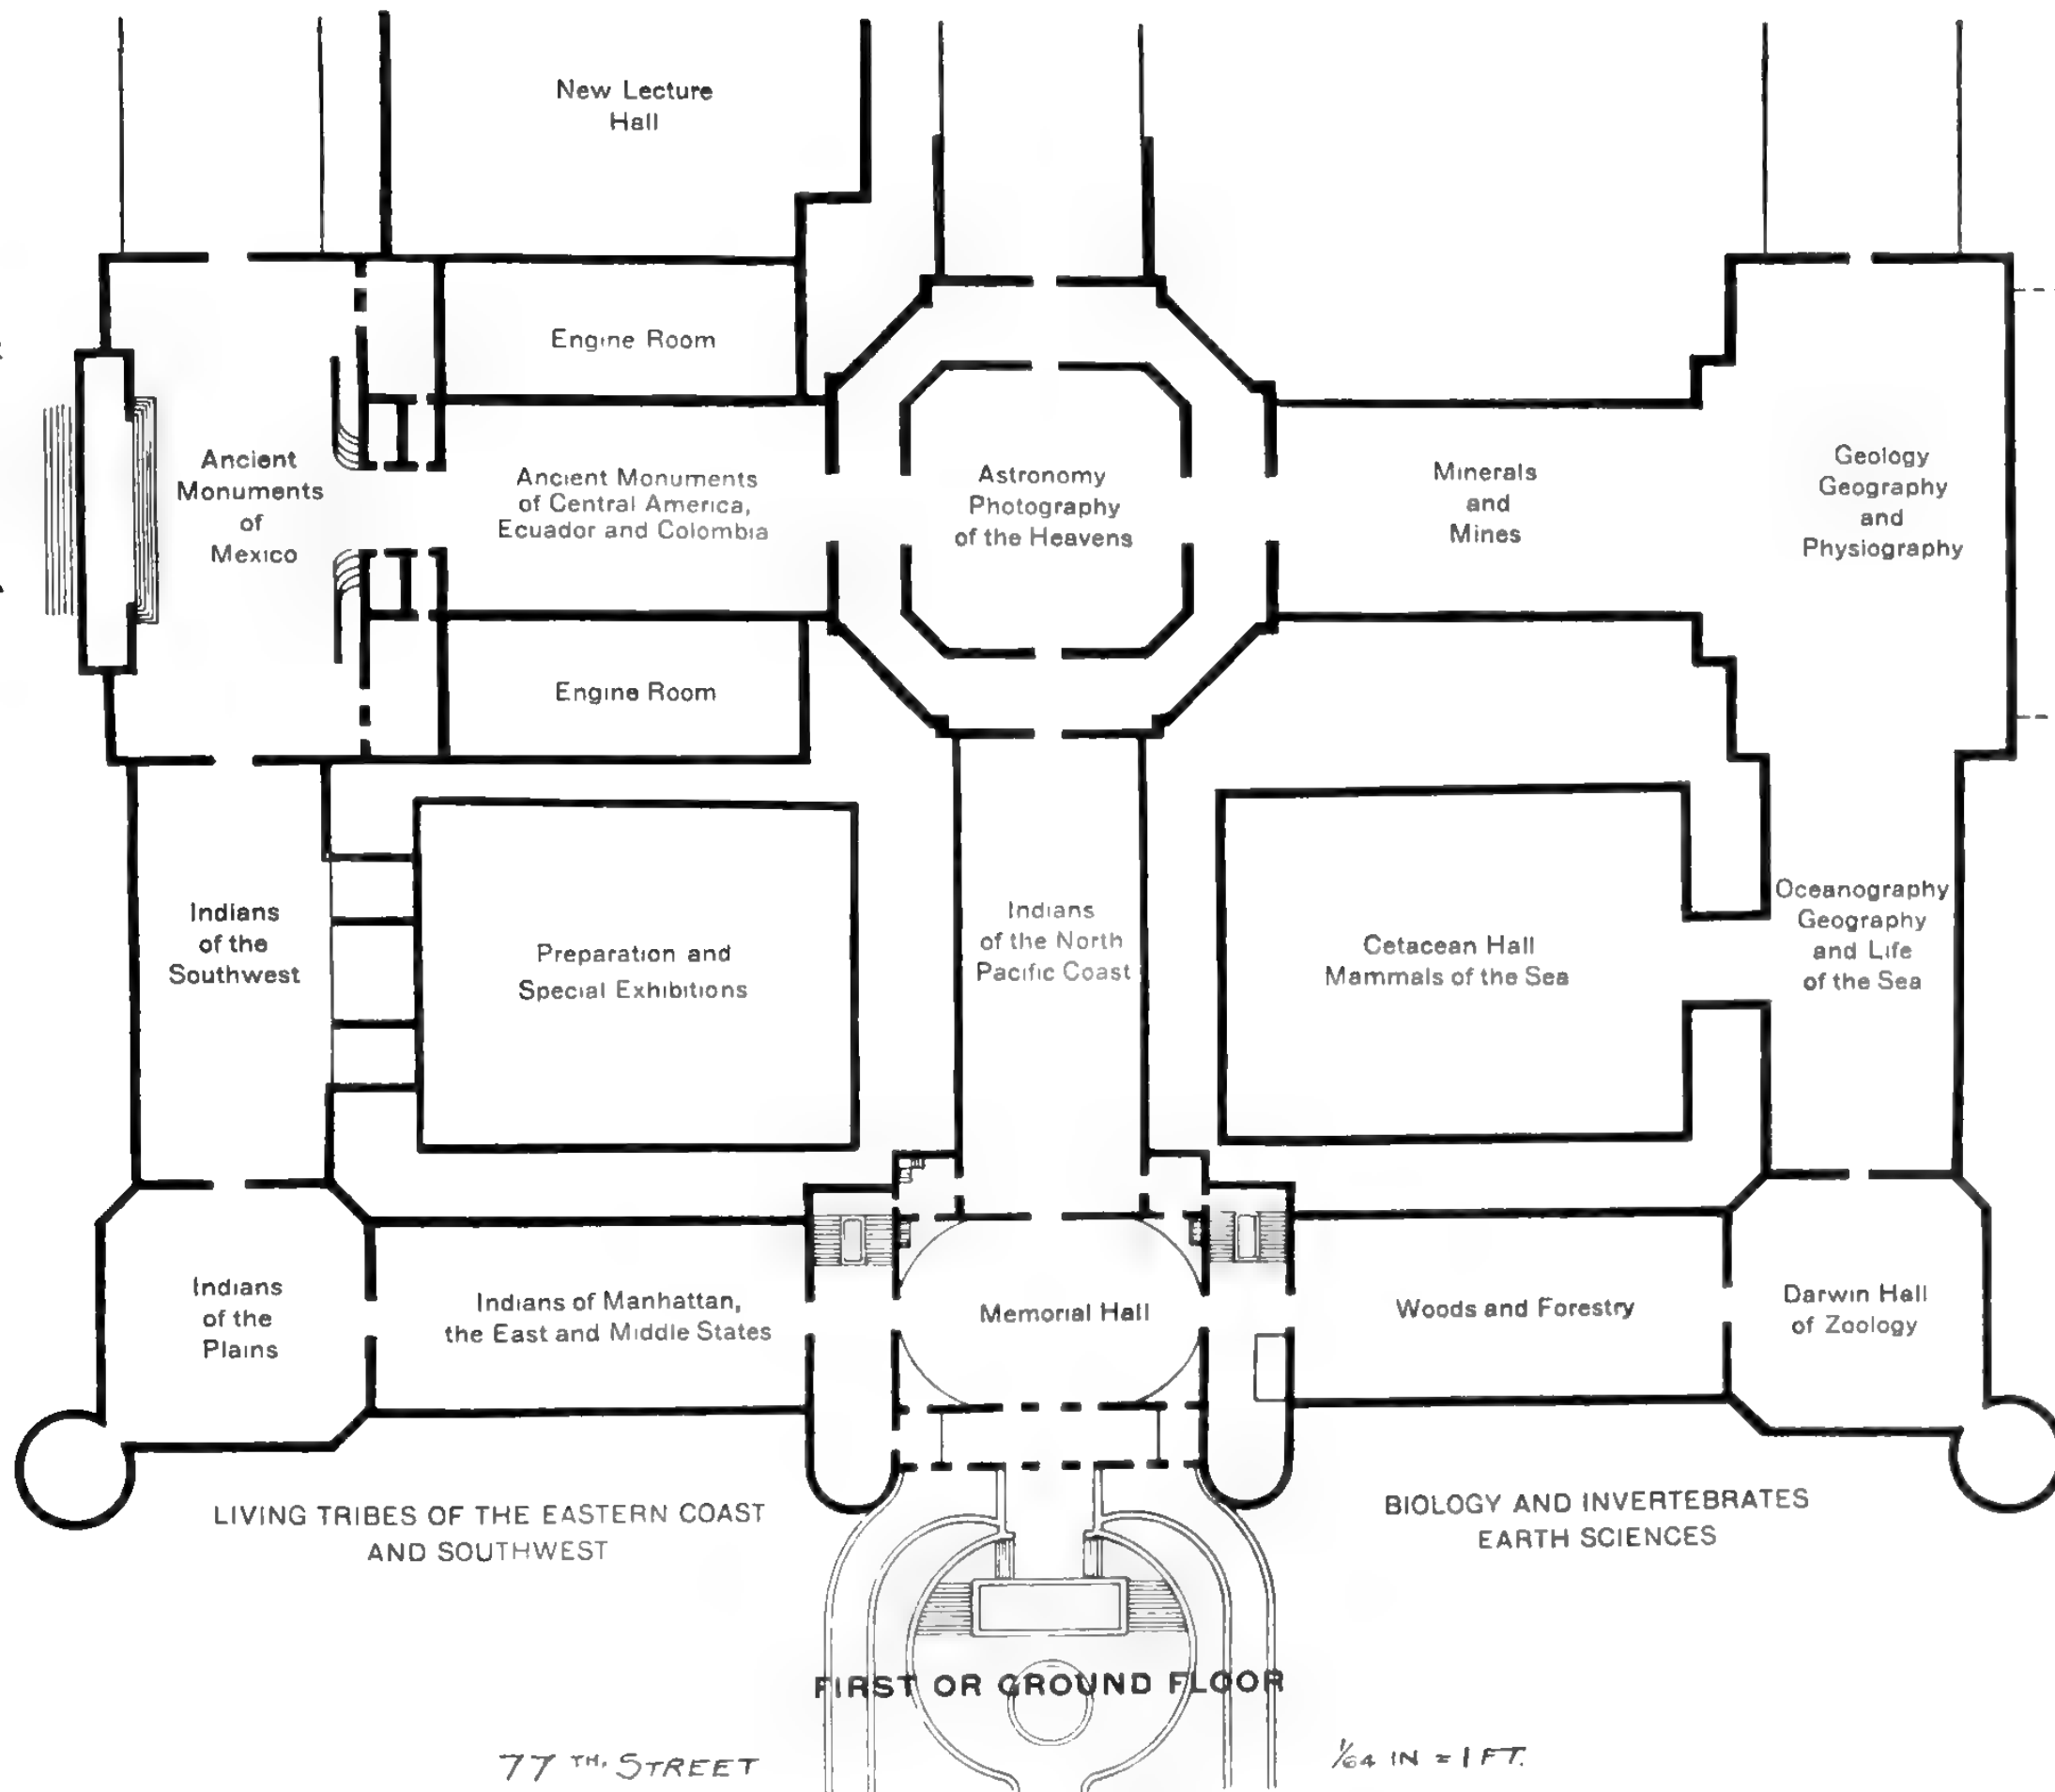 New Lecture
Hall
Engine Room
Ancient
Monuments
of
Mexico
Ancient Monuments
of Central America,
Ecuador and Colombia
Astronomy
Photography
of the Heavens
Minerals
and
Mines
Geology
Geography
and
Physiography
Engine Room
Indians
of the
Southwest
Preparation and
Special Exhibitions
Indians
of the North
Pacific Coast
Cetacean Hall
Mammals of the Sea
Oceanography
Geography
and Life
of the Sea
Indians
of the
Plains
Indians of Manhattan,
the East and Middle States
Memorial Hall
Woods and Forestry
Darwin Hall
of Zoology
LIVING TRIBES OF THE EASTERN COAST
AND SOUTHWEST
BIOLOGY AND INVERTEBRATES
EARTH SCIENCES
FIRST OR GROUND FLOOR
77TH. STREET
1/64 IN = 1 FT.